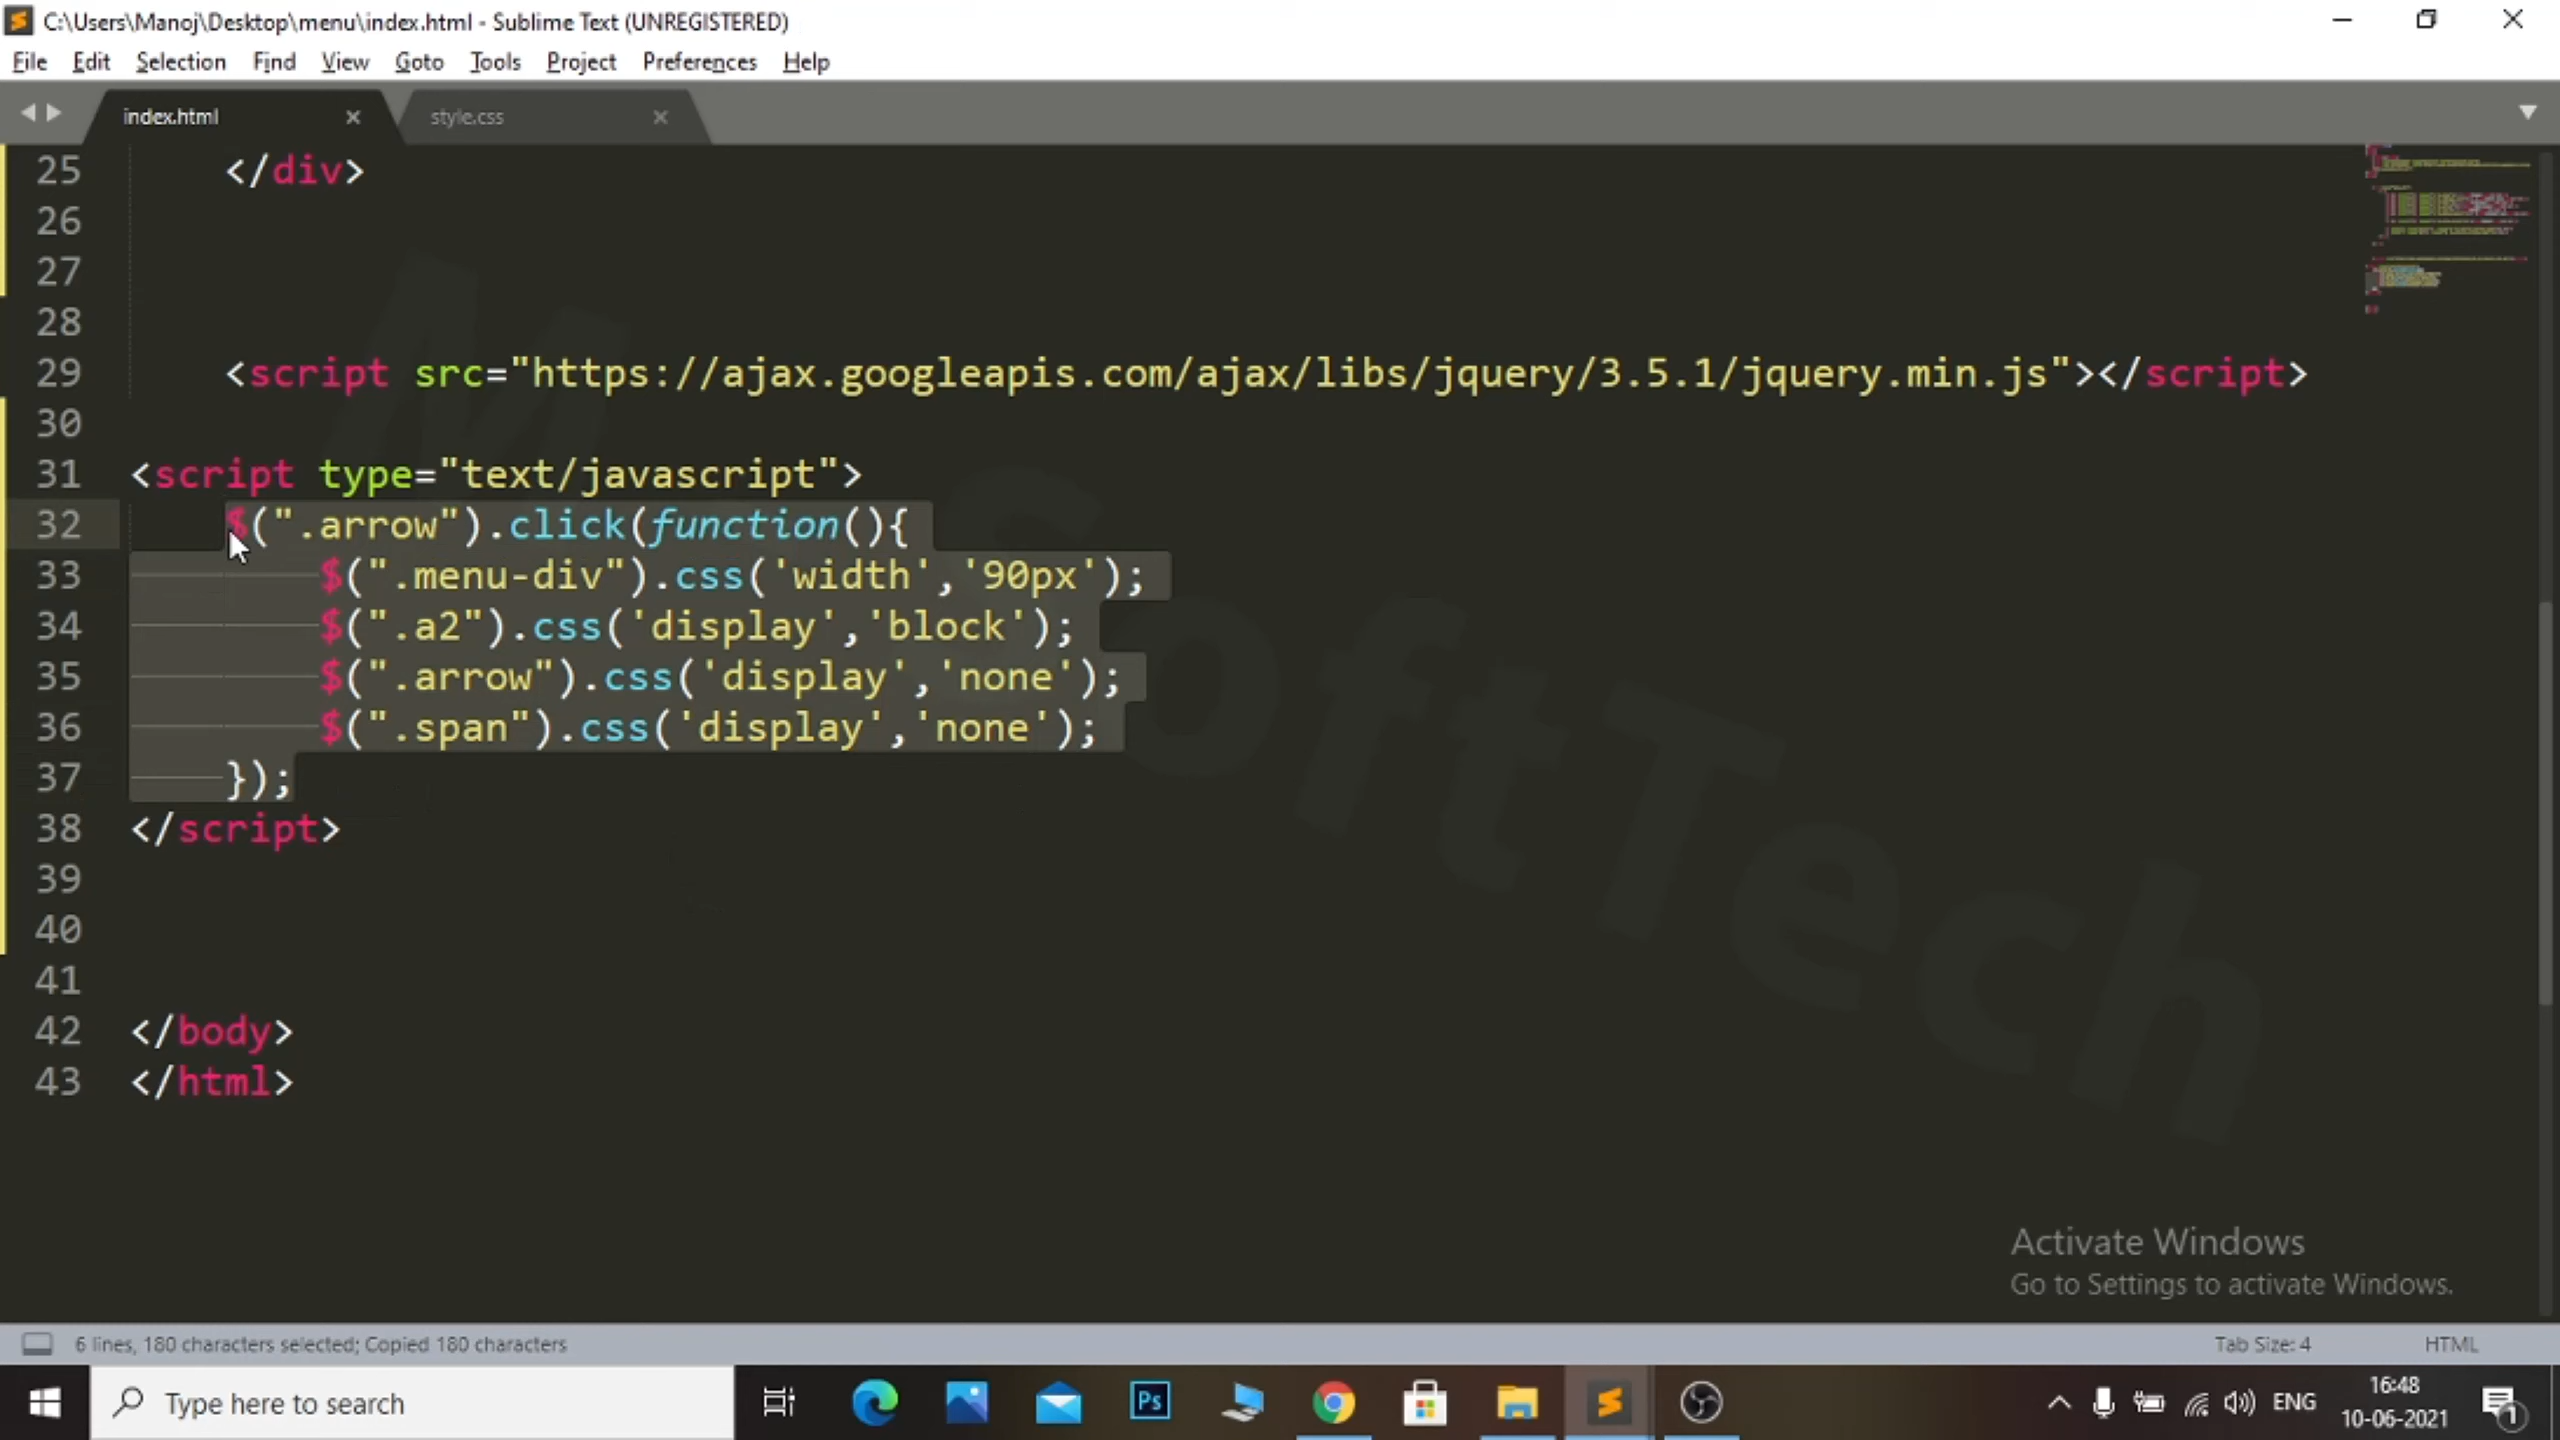 C:\Users\Manoj\Desktop\menu\index.html - Sublime Text (UNREGISTERED)
File Edit Selection Find View Goto Tools Project Preferences Help
index.html × style.css ×
25 </div>
26
27
28
29 <script src="https://ajax.googleapis.com/ajax/libs/jquery/3.5.1/jquery.min.js"></script>
30
31 <script type="text/javascript">
32 $(".arrow").click(function(){
33 $(".menu-div").css('width','90px');
34 $(".a2").css('display','block');
35 $(".arrow").css('display','none');
36 $(".span").css('display','none');
37 });
38 </script>
39
40
41
42 </body>
43 </html>
M SoftTech
Activate Windows
Go to Settings to activate Windows.
6 lines, 180 characters selected; Copied 180 characters Tab Size: 4 HTML
Type here to search Ps ENG 16:48
10-06-2021 1